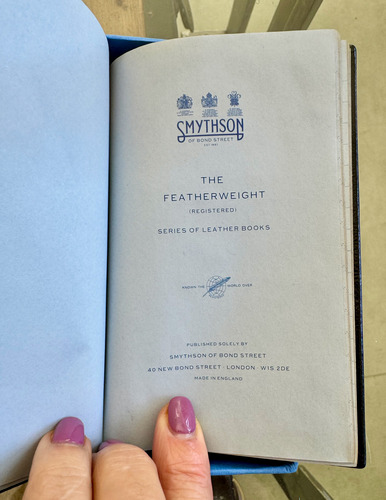 SMYTHSON
OF BOND STREET
THE
FEATHERWEIGHT
(REGISTERED)
SERIES OF LEATHER BOOKS
KNOWN THE WORLD OVER
PUBLISHED SOLELY BY
SMYTHSON OF BOND STREET
40 NEW BOND STREET · LONDON · W1S 2DE
MADE IN ENGLAND